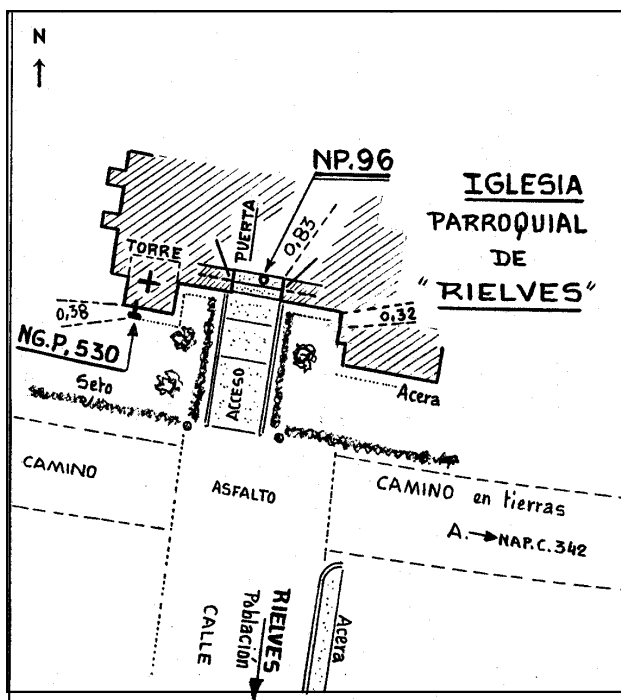 N
NP.96
IGLESIA
PARROQUIAL
DE
"RIELVES"
PUERTA
0,83
TORRE
0,38
0,32
NG.P, 530
Seto
ACCESO
Acera
CAMINO
ASFALTO
CAMINO en tierras
A. → NAP.C. 342
RIELVES
Población
CALLE
Acera